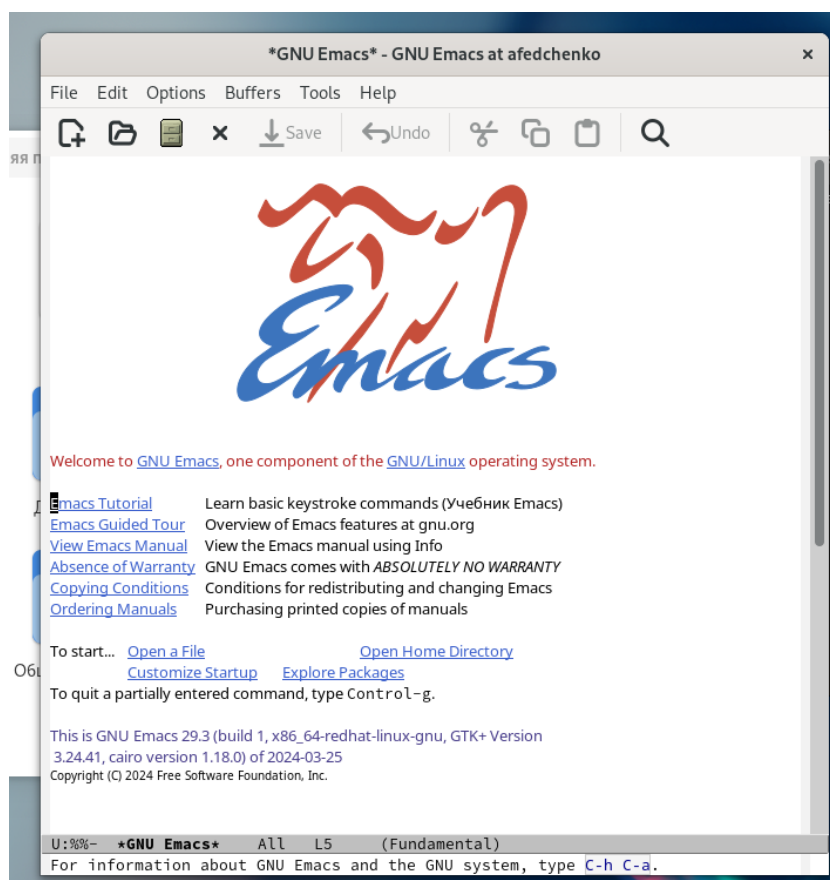 *GNU Emacs* - GNU Emacs at afedchenko
File Edit Options Buffers Tools Help
Save Undo
Emacs
Welcome to GNU Emacs, one component of the GNU/Linux operating system.
Emacs Tutorial Learn basic keystroke commands (Учебник Emacs)
Emacs Guided Tour Overview of Emacs features at gnu.org
View Emacs Manual View the Emacs manual using Info
Absence of Warranty GNU Emacs comes with ABSOLUTELY NO WARRANTY
Copying Conditions Conditions for redistributing and changing Emacs
Ordering Manuals Purchasing printed copies of manuals
To start... Open a File Open Home Directory
Customize Startup Explore Packages
To quit a partially entered command, type Control-g.
This is GNU Emacs 29.3 (build 1, x86_64-redhat-linux-gnu, GTK+ Version
3.24.41, cairo version 1.18.0) of 2024-03-25
Copyright (C) 2024 Free Software Foundation, Inc.
U:%%- *GNU Emacs* All L5 (Fundamental)
For information about GNU Emacs and the GNU system, type C-h C-a.